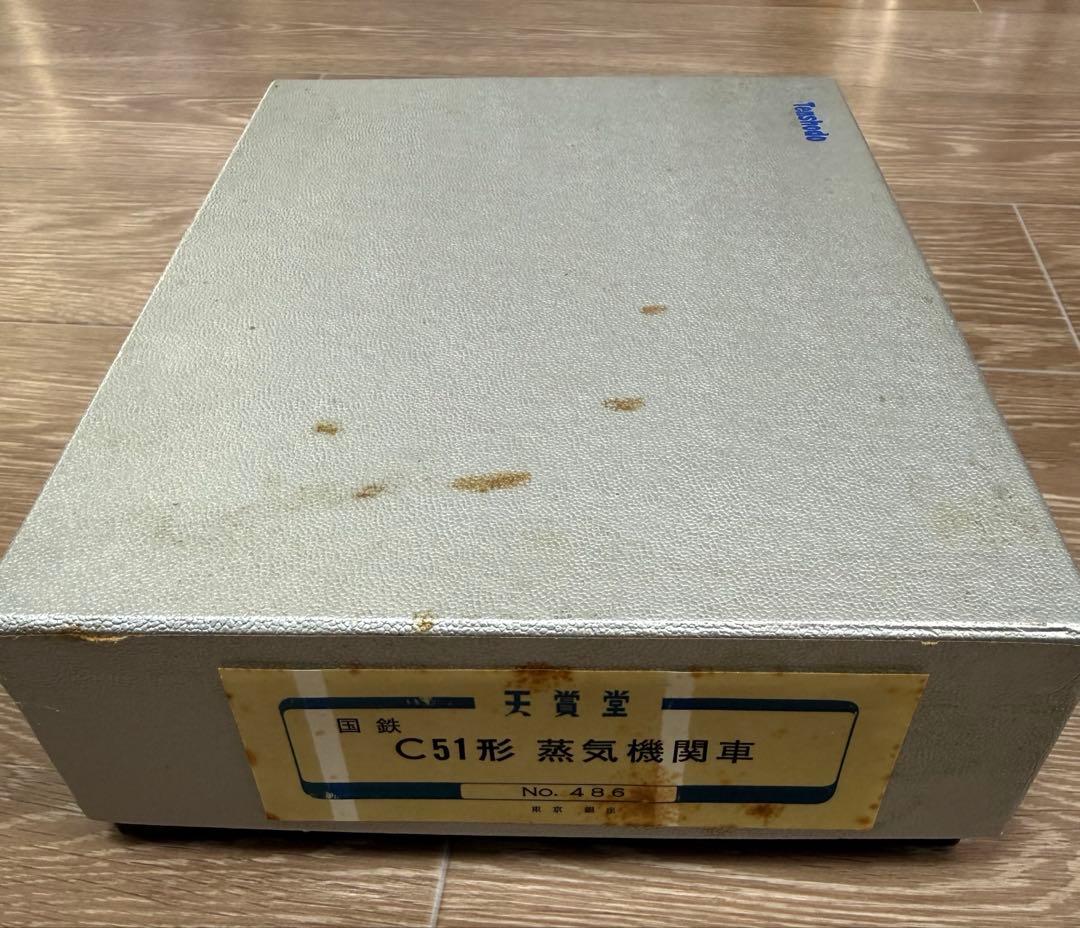 Tenshodo
天賞堂
国鉄
C51形 蒸気機関車
No. 486
東京 銀座